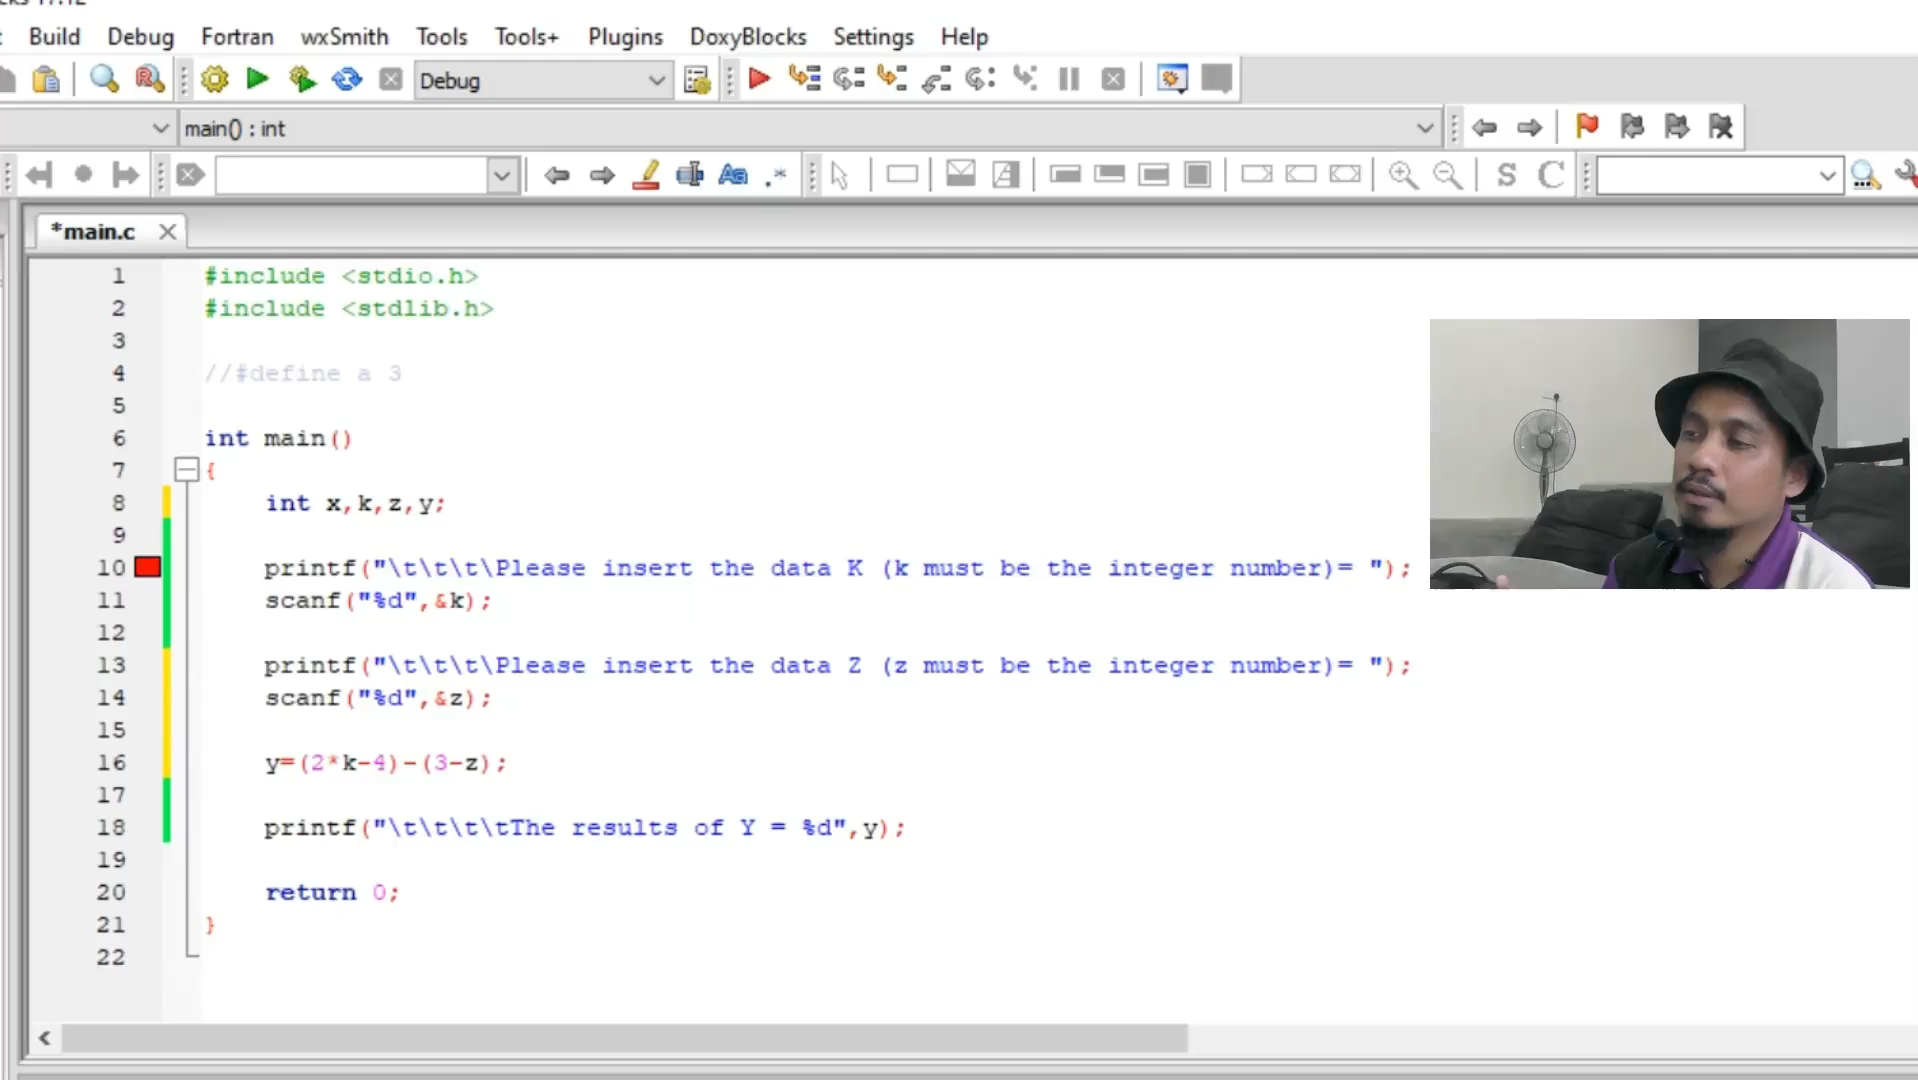 Build Debug Fortran wxSmith Tools Tools+ Plugins DoxyBlocks Settings Help
Debug
main() : int
S C
*main.c
1 #include <stdio.h>
2 #include <stdlib.h>
3
4 //#define a 3
5
6 int main()
7 {
8 int x,k,z,y;
9
10 printf("\t\t\t\Please insert the data K (k must be the integer number)= ");
11 scanf("%d",&k);
12
13 printf("\t\t\t\Please insert the data Z (z must be the integer number)= ");
14 scanf("%d",&z);
15
16 y=(2*k-4)-(3-z);
17
18 printf("\t\t\t\tThe results of Y = %d",y);
19
20 return 0;
21 }
22